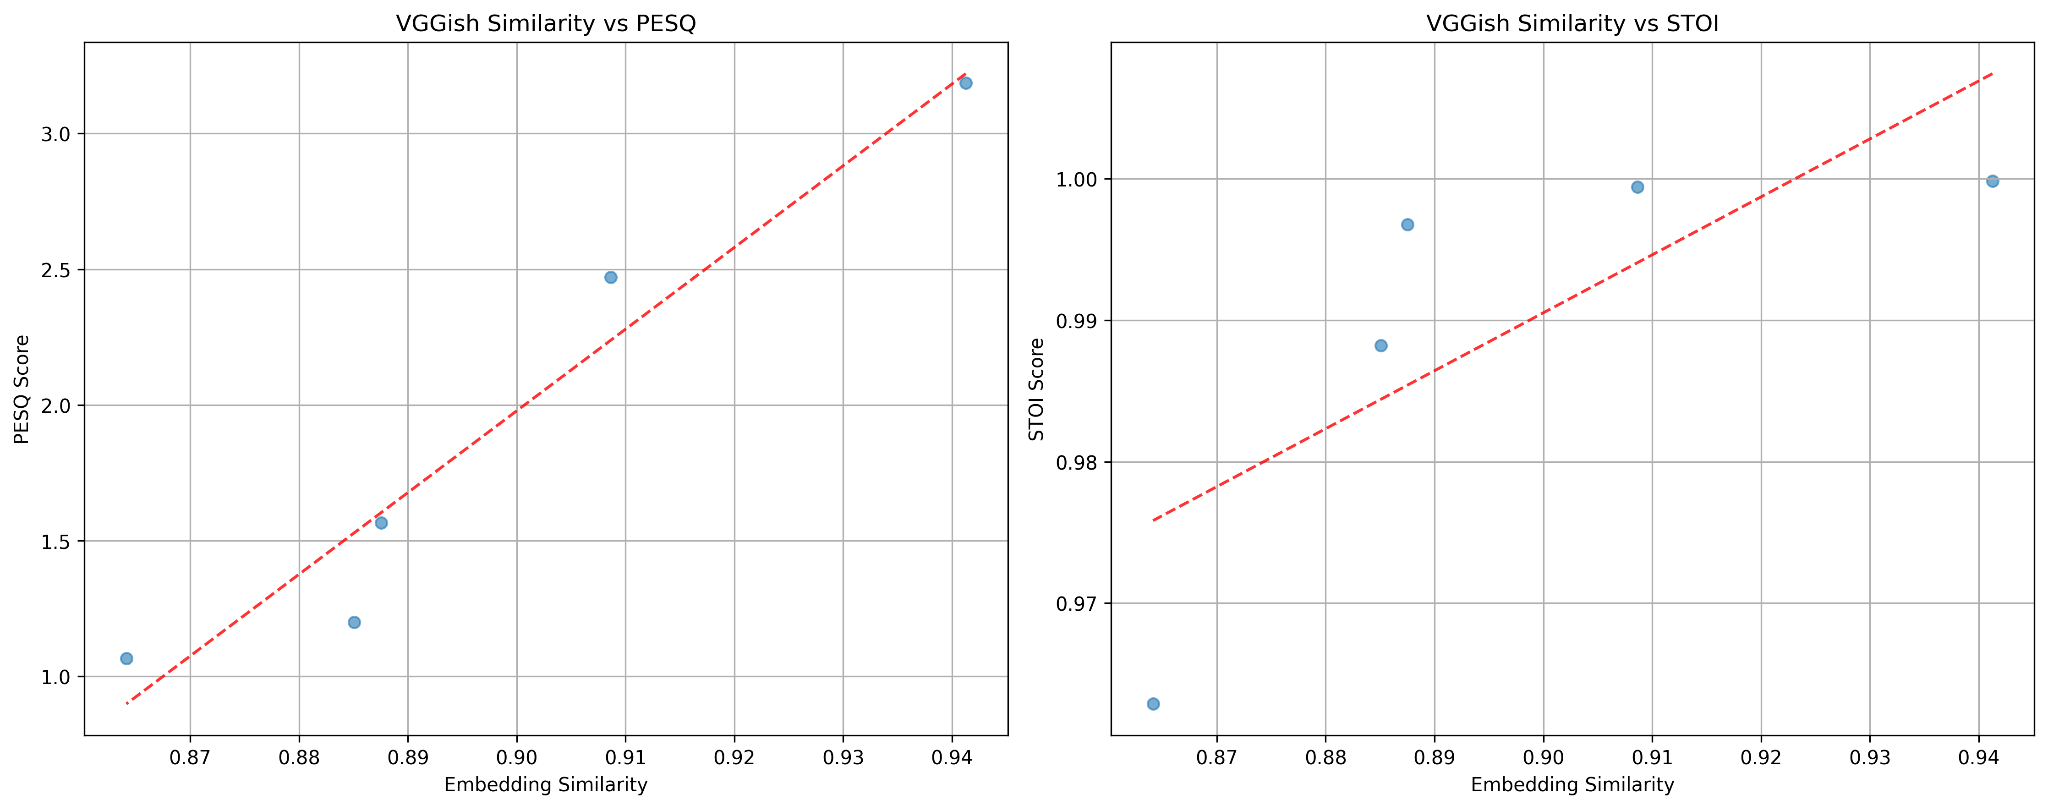 VGGish Similarity vs PESQ
PESQ Score
3.0
2.5
2.0
1.5
1.0
0.87 0.88 0.89 0.90 0.91 0.92 0.93 0.94
Embedding Similarity
VGGish Similarity vs STOI
STOI Score
1.00
0.99
0.98
0.97
0.87 0.88 0.89 0.90 0.91 0.92 0.93 0.94
Embedding Similarity